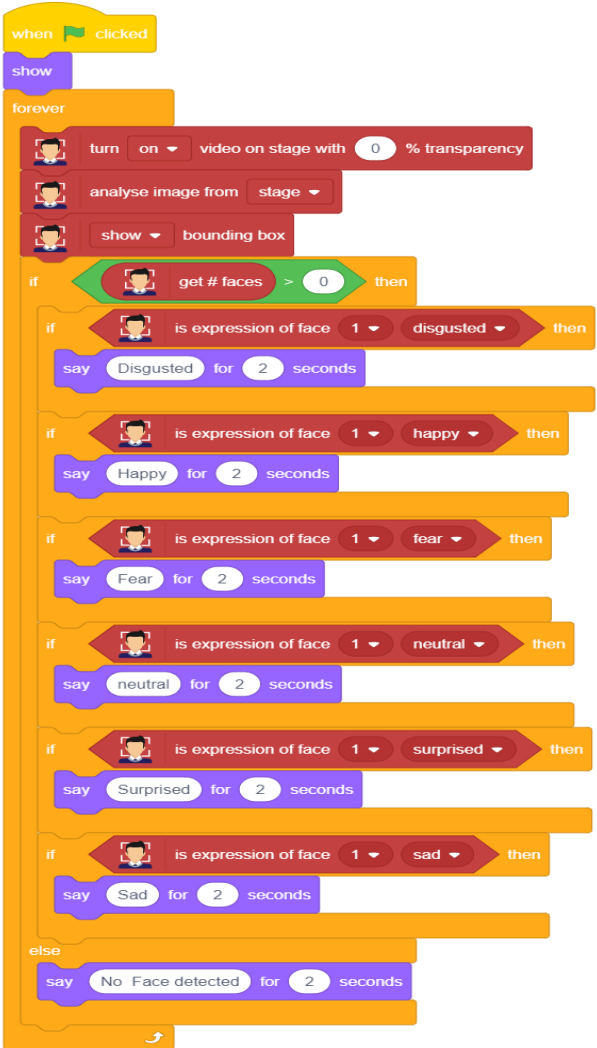 when clicked
show
forever
turn on video on stage with 0 % transparency
analyse image from stage
show bounding box
if get # faces > 0 then
if is expression of face 1 disgusted then
say Disgusted for 2 seconds
if is expression of face 1 happy then
say Happy for 2 seconds
if is expression of face 1 fear then
say Fear for 2 seconds
if is expression of face 1 neutral then
say neutral for 2 seconds
if is expression of face 1 surprised then
say Surprised for 2 seconds
if is expression of face 1 sad then
say Sad for 2 seconds
else
say No Face detected for 2 seconds